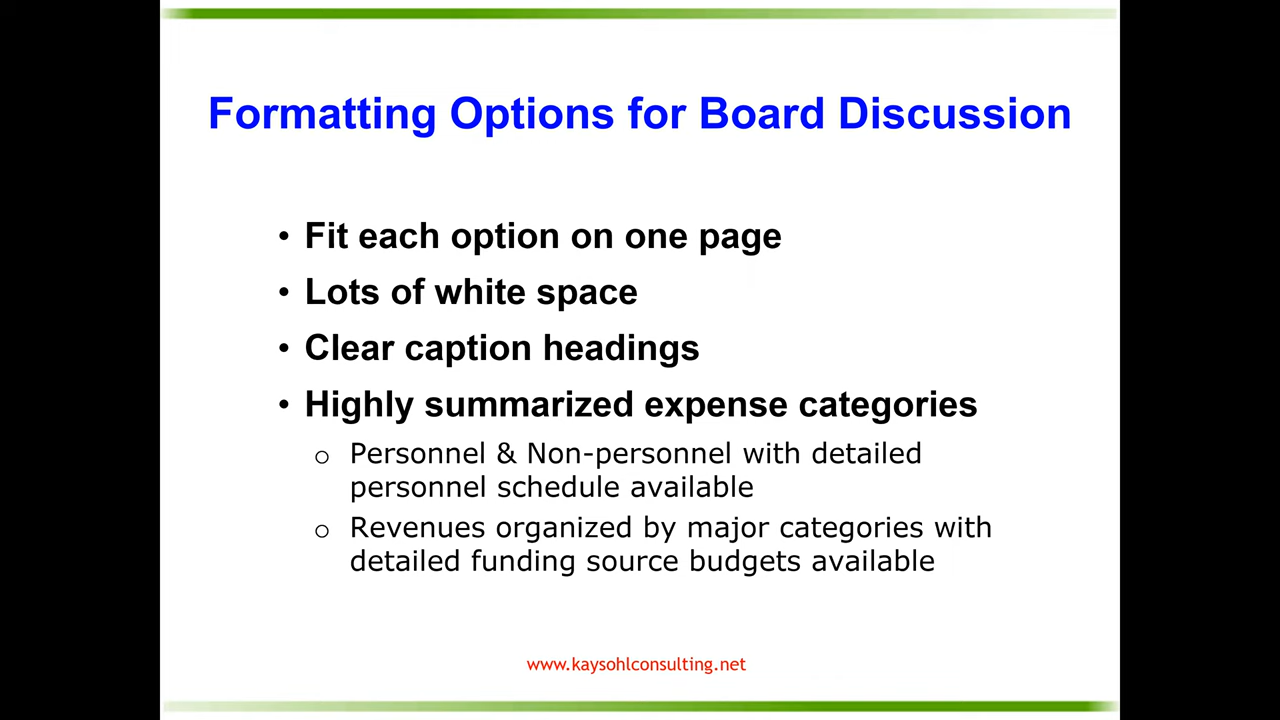 Formatting Options for Board Discussion
• Fit each option on one page
• Lots of white space
• Clear caption headings
• Highly summarized expense categories
o Personnel & Non-personnel with detailed
personnel schedule available
o Revenues organized by major categories with
detailed funding source budgets available
www.kaysohlconsulting.net